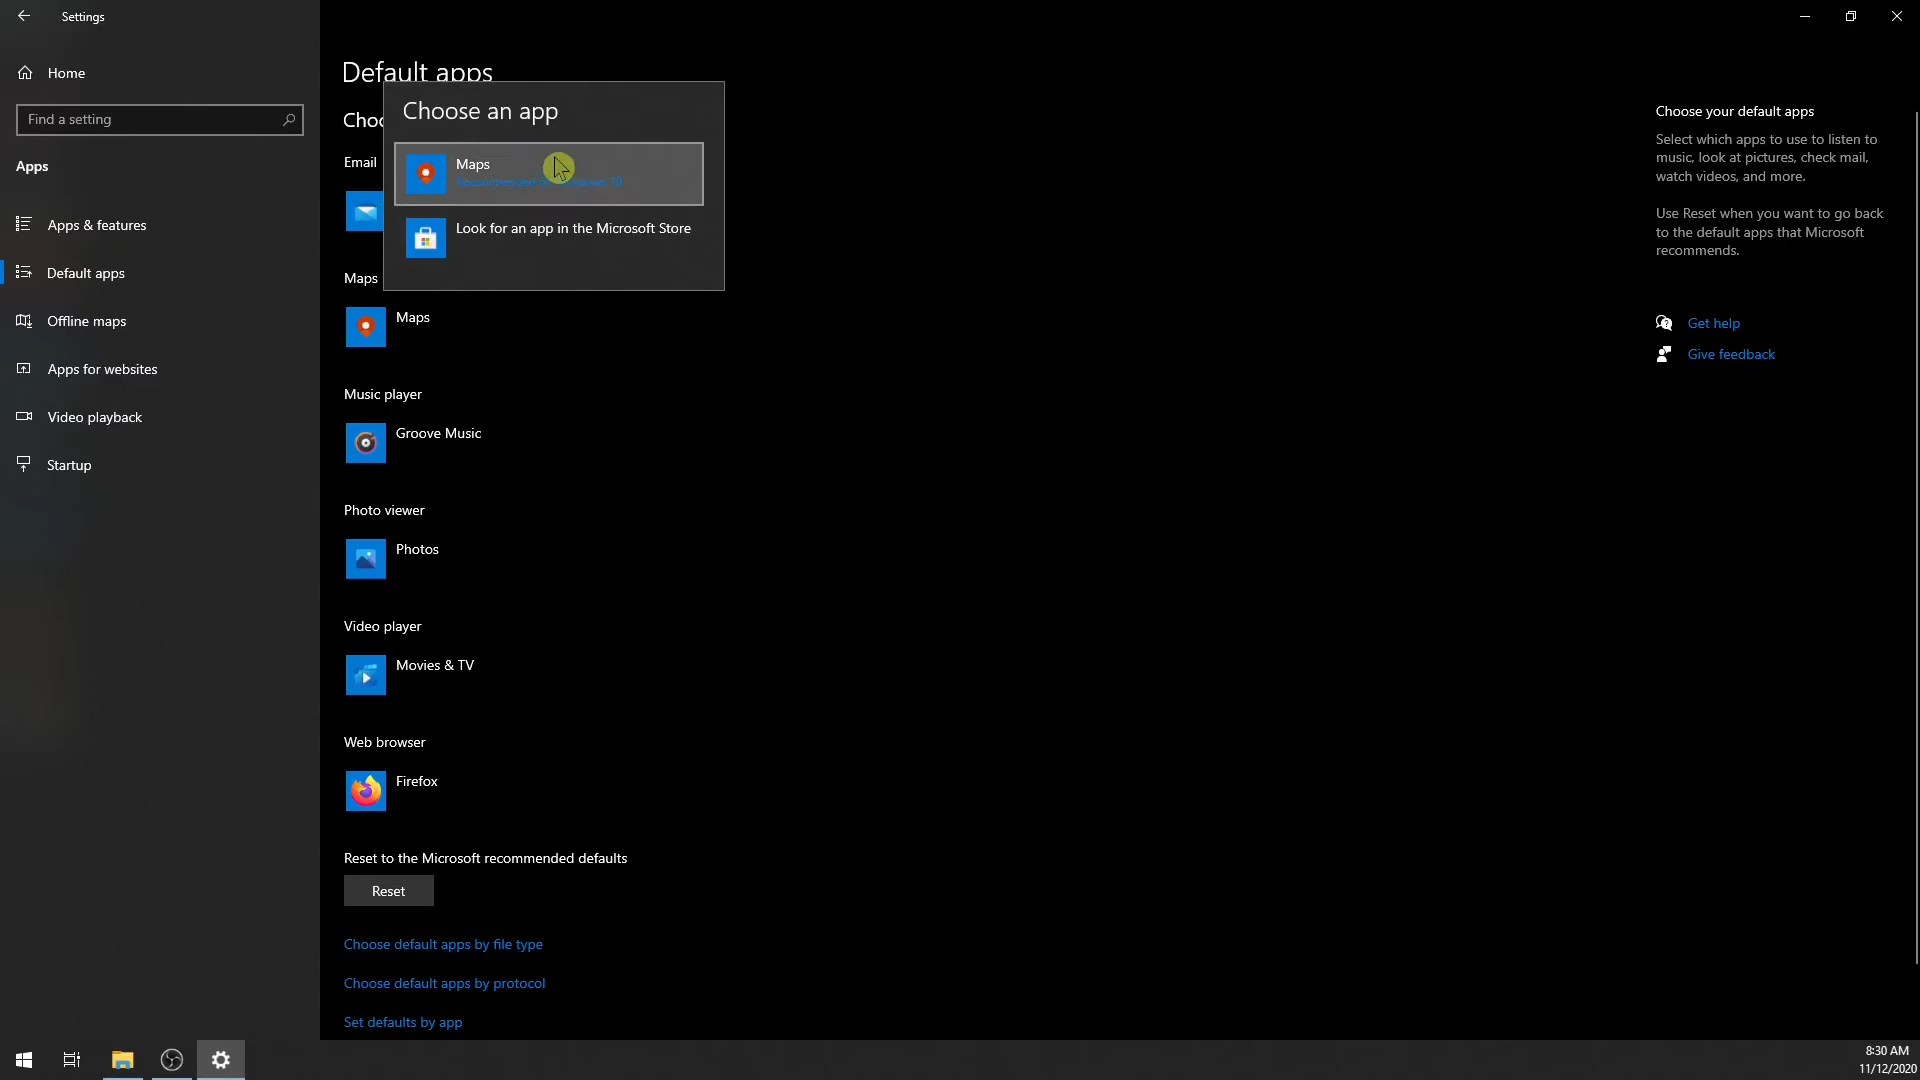 Settings
Home
Find a setting
Apps
Apps & features
Default apps
Offline maps
Apps for websites
Video playback
Startup
Default apps
Choo
Choose an app
Maps
Recommended for Windows 10
Look for an app in the Microsoft Store
Email
Maps
Maps
Music player
Groove Music
Photo viewer
Photos
Video player
Movies & TV
Web browser
Firefox
Reset to the Microsoft recommended defaults
Reset
Choose default apps by file type
Choose default apps by protocol
Set defaults by app
Choose your default apps
Select which apps to use to listen to
music, look at pictures, check mail,
watch videos, and more.
Use Reset when you want to go back
to the default apps that Microsoft
recommends.
Get help
Give feedback
8:30 AM
11/12/2020